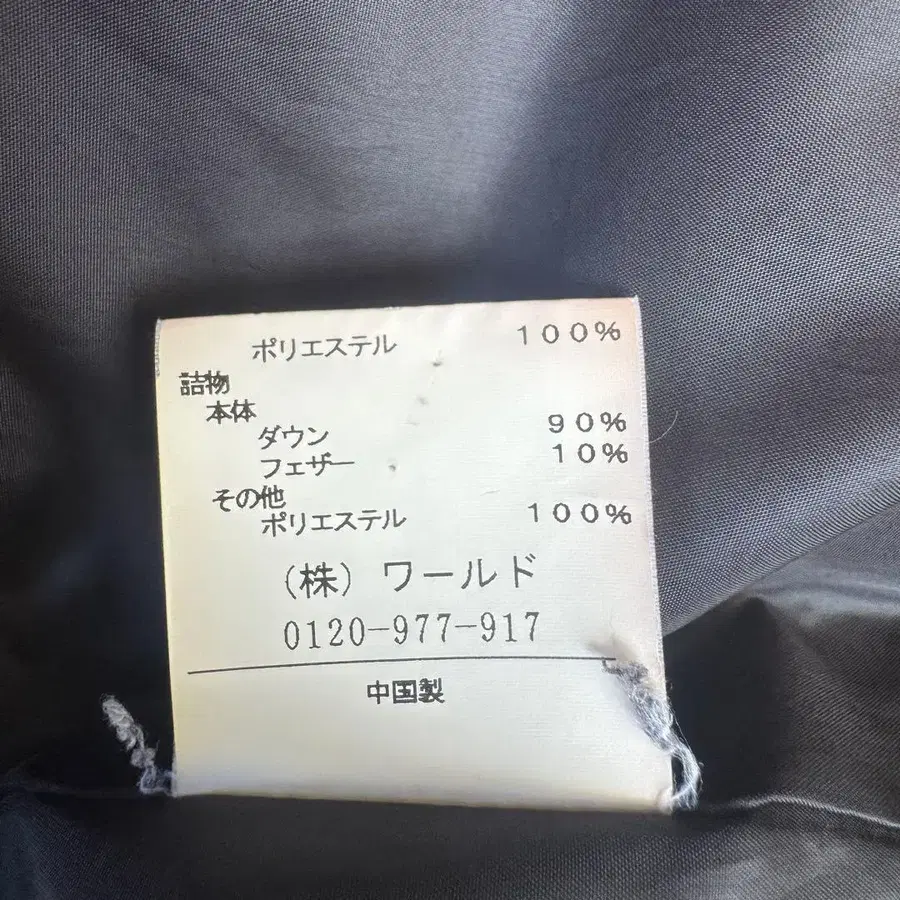 ポリエステル 100%
詰物
本体
ダウン 90%
フェザー 10%
その他
ポリエステル 100%
(株) ワールド
0120-977-917
中国製